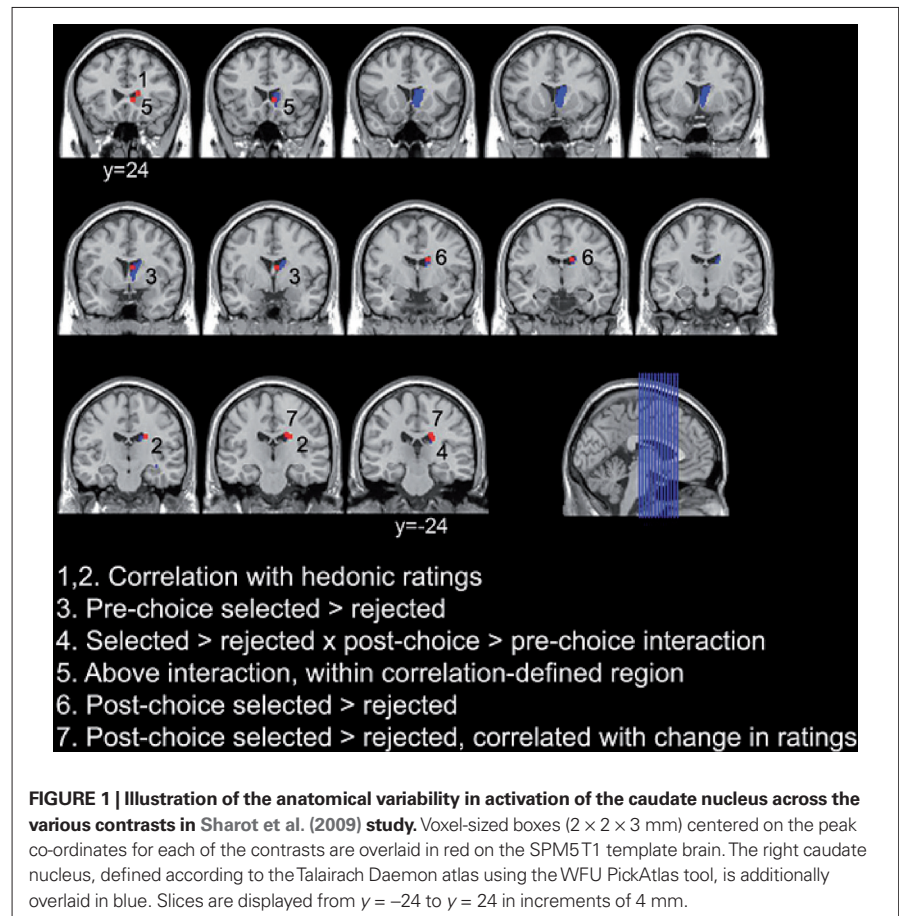 1
5
5
y=24
3
3
6
6
2
7
2
7
4
y=-24
1,2. Correlation with hedonic ratings
3. Pre-choice selected > rejected
4. Selected > rejected x post-choice > pre-choice interaction
5. Above interaction, within correlation-defined region
6. Post-choice selected > rejected
7. Post-choice selected > rejected, correlated with change in ratings
FIGURE 1 | Illustration of the anatomical variability in activation of the caudate nucleus across the
various contrasts in Sharot et al. (2009) study. Voxel-sized boxes (2 × 2 × 3 mm) centered on the peak
co-ordinates for each of the contrasts are overlaid in red on the SPM5 T1 template brain. The right caudate
nucleus, defined according to the Talairach Daemon atlas using the WFU PickAtlas tool, is additionally
overlaid in blue. Slices are displayed from y = −24 to y = 24 in increments of 4 mm.